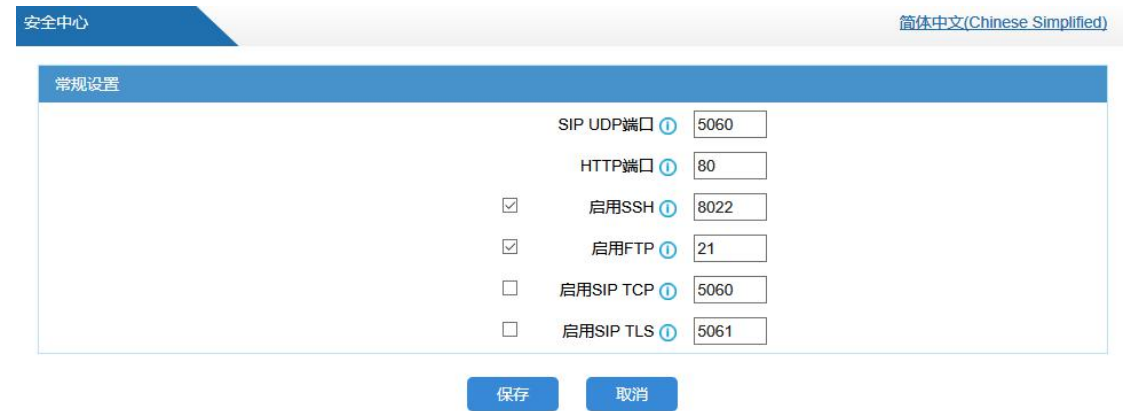 安全中心 简体中文(Chinese Simplified)
常规设置
SIP UDP端口 5060
HTTP端口 80
启用SSH 8022
启用FTP 21
启用SIP TCP 5060
启用SIP TLS 5061
保存 取消